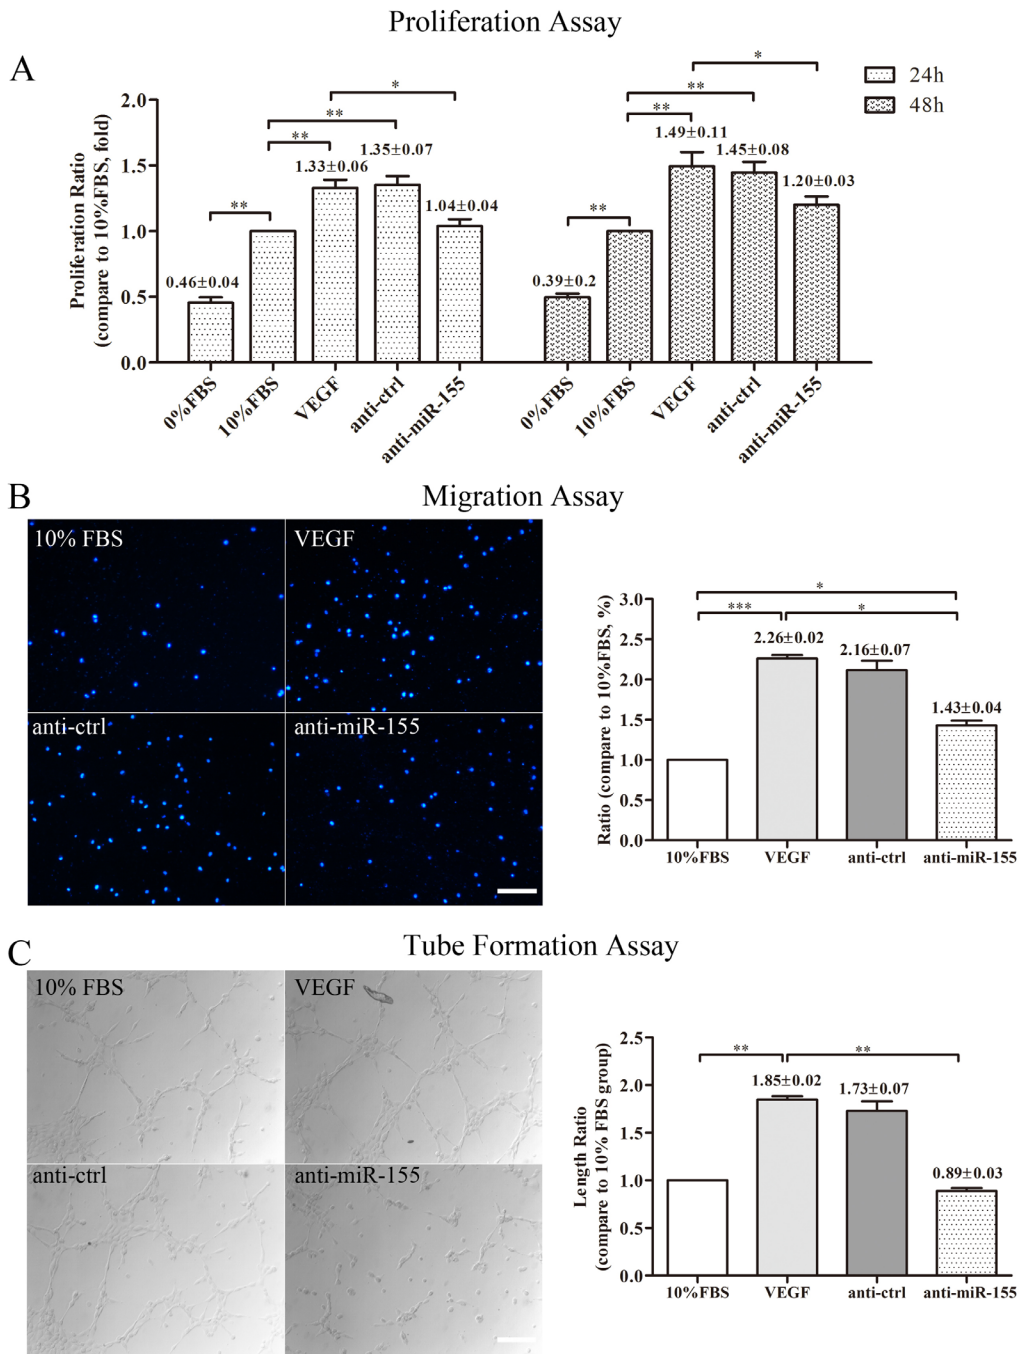 Proliferation Assay
A
24h
48h
Proliferation Ratio
(compare to 10%FBS, fold)
2.0
1.5
1.0
0.5
0.0
**
**
**
*
0.46±0.04
1.33±0.06
1.35±0.07
1.04±0.04
**
**
**
*
0.39±0.2
1.49±0.11
1.45±0.08
1.20±0.03
0%FBS
10%FBS
VEGF
anti-ctrl
anti-miR-155
0%FBS
10%FBS
VEGF
anti-ctrl
anti-miR-155
B
Migration Assay
10% FBS
VEGF
anti-ctrl
anti-miR-155
Ratio (compare to 10%FBS, %)
3.0
2.5
2.0
1.5
1.0
0.5
0.0
*
***
*
2.26±0.02
2.16±0.07
1.43±0.04
10%FBS
VEGF
anti-ctrl
anti-miR-155
C
Tube Formation Assay
10% FBS
VEGF
anti-ctrl
anti-miR-155
Length Ratio
(compare to 10% FBS group)
2.5
2.0
1.5
1.0
0.5
0.0
**
**
1.85±0.02
1.73±0.07
0.89±0.03
10%FBS
VEGF
anti-ctrl
anti-miR-155